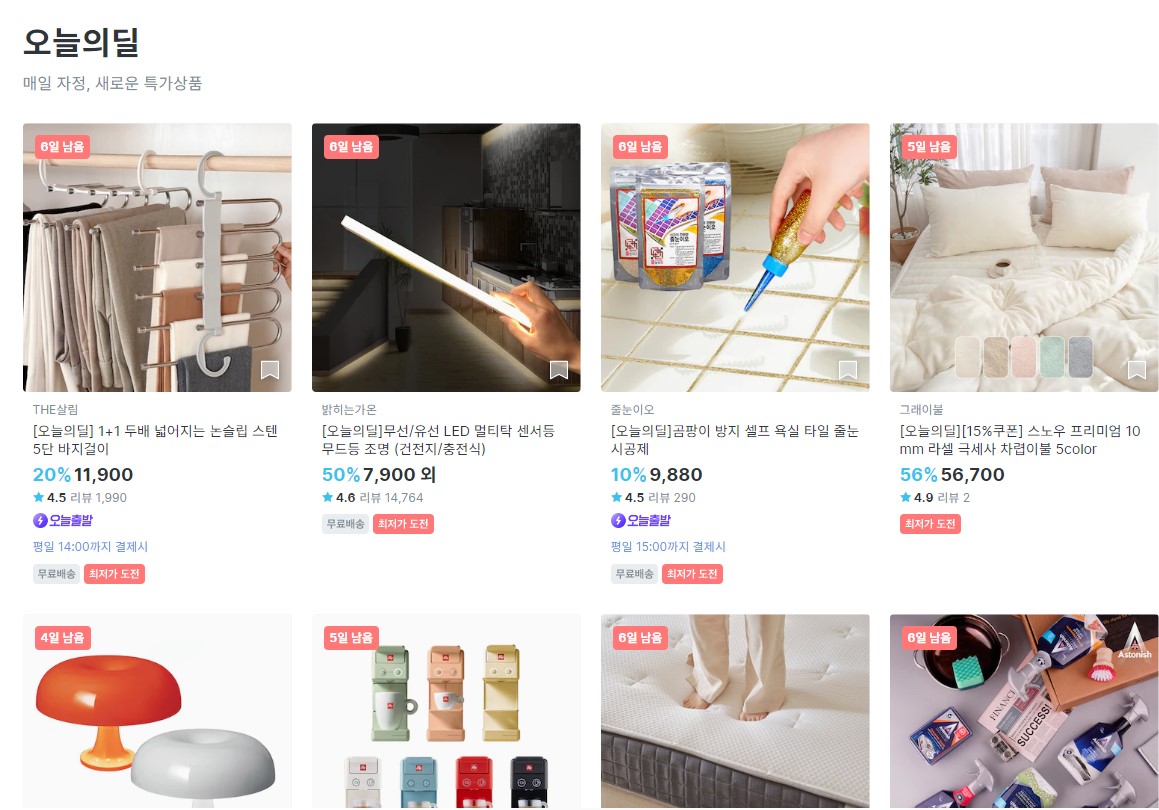 오늘의딜
매일 자정, 새로운 특가상품
6일 남음
6일 남음
6일 남음
줄눈이오
5일 남음
THE살림
[오늘의딜] 1+1 두배 넓어지는 논슬립 스텐
5단 바지걸이
20% 11,900
4.5 리뷰 1,990
오늘출발
평일 14:00까지 결제시
무료배송 최저가 도전
밝히는가온
[오늘의딜]무선/유선 LED 멀티탁 센서등
무드등 조명 (건전지/충전식)
50% 7,900 외
4.6 리뷰 14,764
무료배송 최저가 도전
줄눈이오
[오늘의딜]곰팡이 방지 셀프 욕실 타일 줄눈
시공제
10% 9,880
4.5 리뷰 290
오늘출발
평일 15:00까지 결제시
무료배송 최저가 도전
그래이불
[오늘의딜][15%쿠폰] 스노우 프리미엄 10
mm 라셀 극세사 차렵이불 5color
56% 56,700
4.9 리뷰 2
최저가 도전
4일 남음
5일 남음
6일 남음
6일 남음
Astonish
FINANCE
SUCCESS!